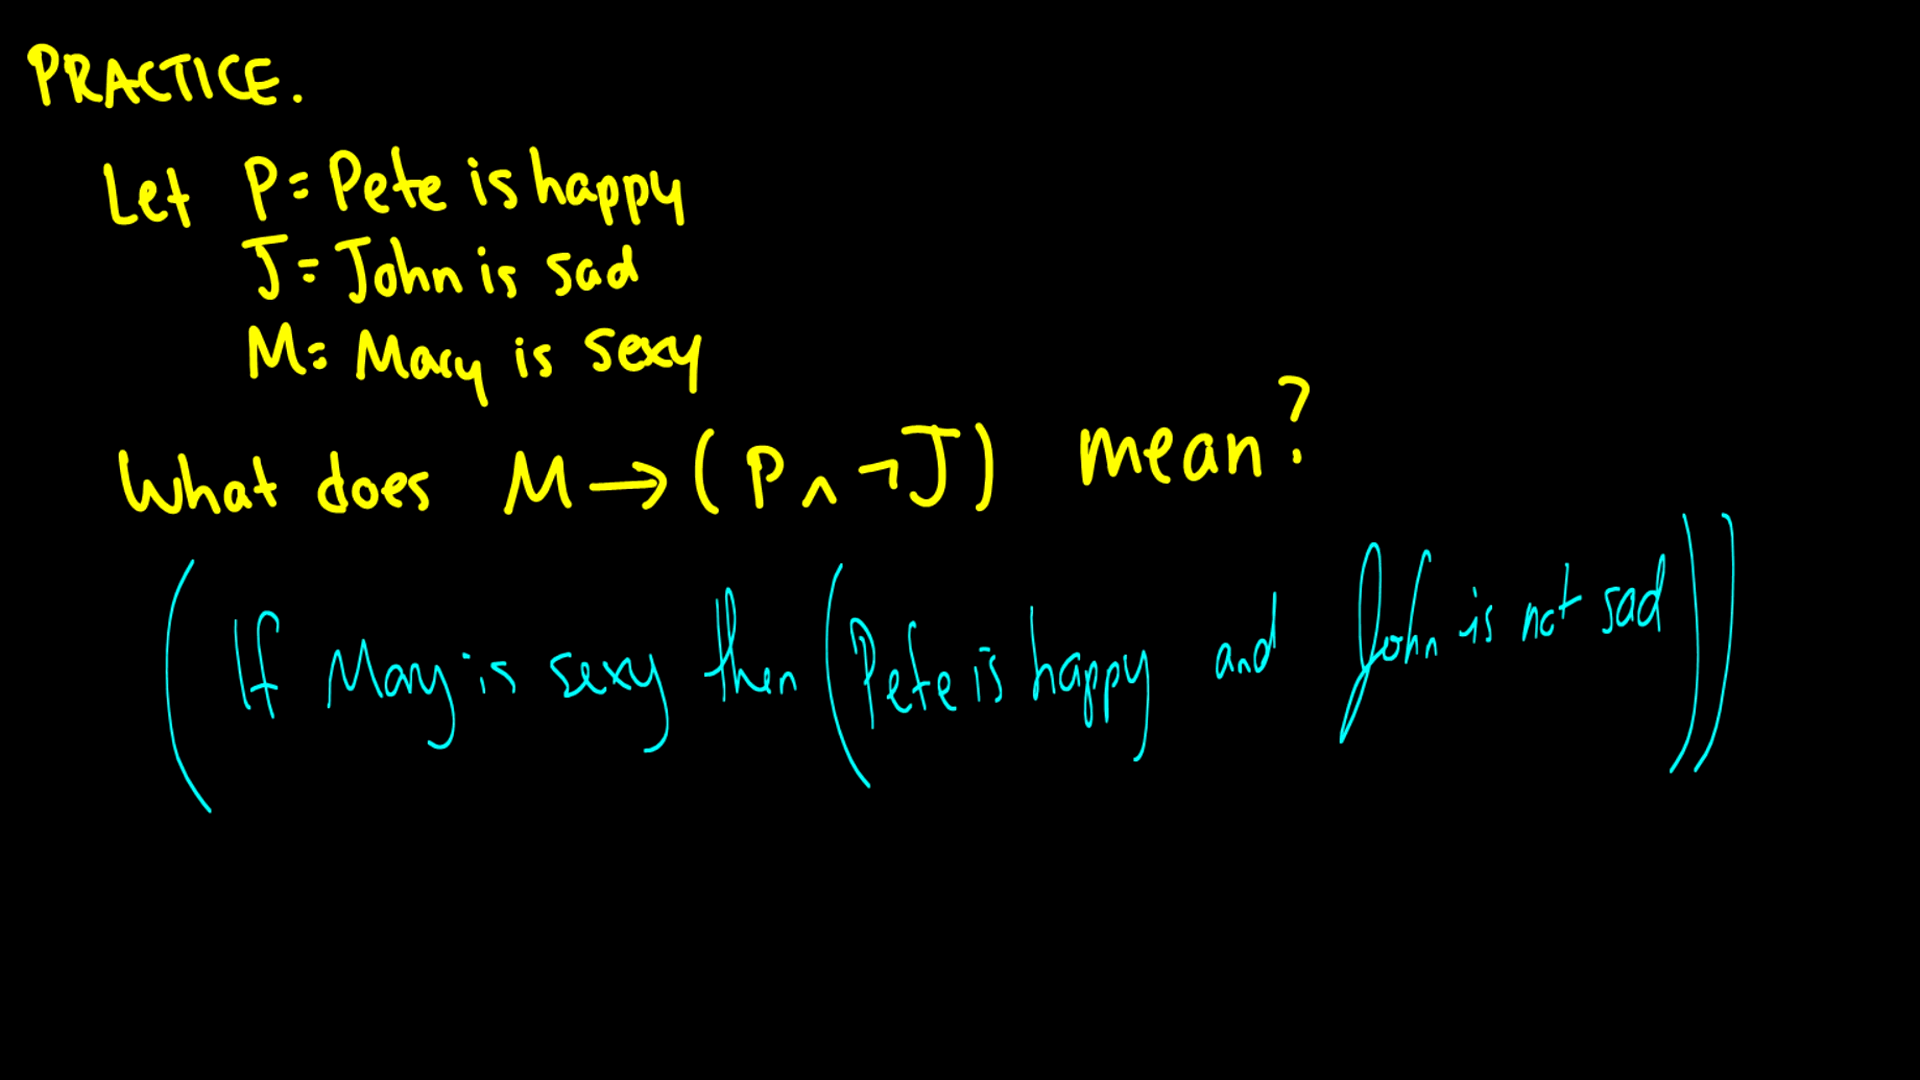 PRACTICE.
Let P = Pete is happy
J = John is sad
M = Mary is sexy
What does M → ( P ∧ ¬J ) mean?
( If Mary is sexy then ( Pete is happy and John is not sad ) )